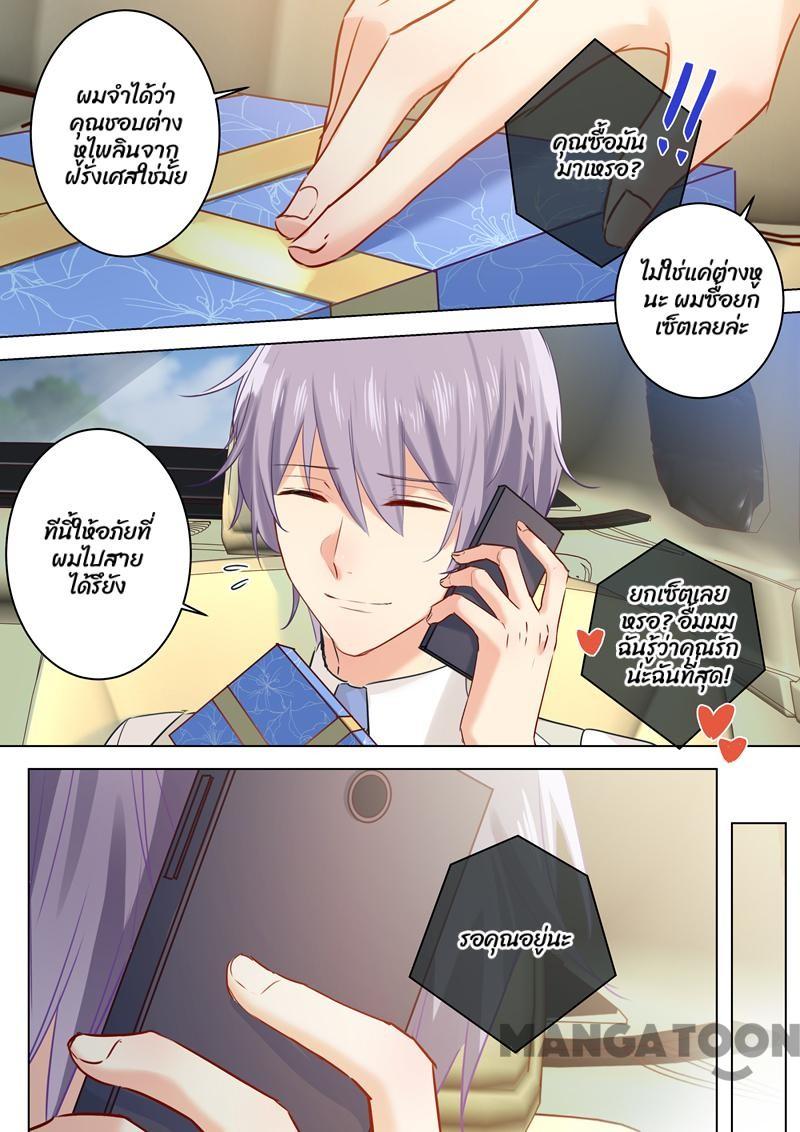 ผมจำได้ว่า
คุณชอบต่าง
หูไพลินจาก
ฝรั่งเศสใช่มั้ย
คุณซื้อมัน
มาเหรอ?
!!
ไม่ใช่แค่ต่างหู
นะ ผมซื้อยก
เซ็ตเลยล่ะ
ทีนี้ให้อภัยที่
ผมไปสาย
ได้รึยัง
ยกเซ็ตเลย
หรอ? อื้มมม
ฉันรู้ว่าคุณรัก
น่ะฉันที่สุด!
รอคุณอยู่นะ
MANGATOON